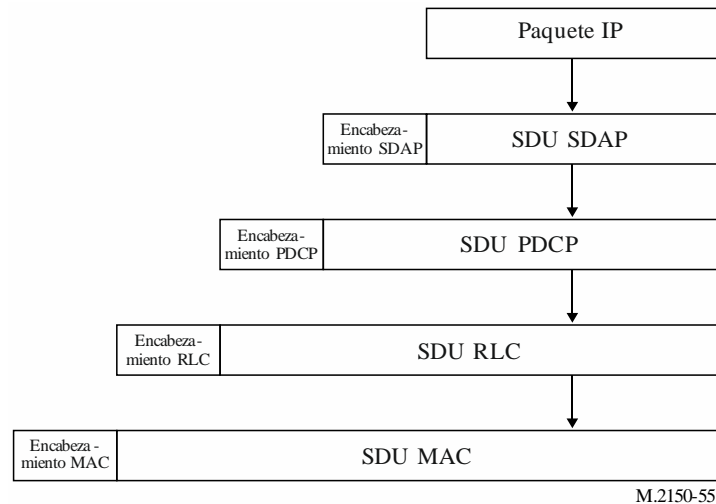 Paquete IP
Encabeza-
miento SDAP
SDU SDAP
Encabeza-
miento PDCP
SDU PDCP
Encabeza-
miento RLC
SDU RLC
Encabeza-
miento MAC
SDU MAC
M.2150-55